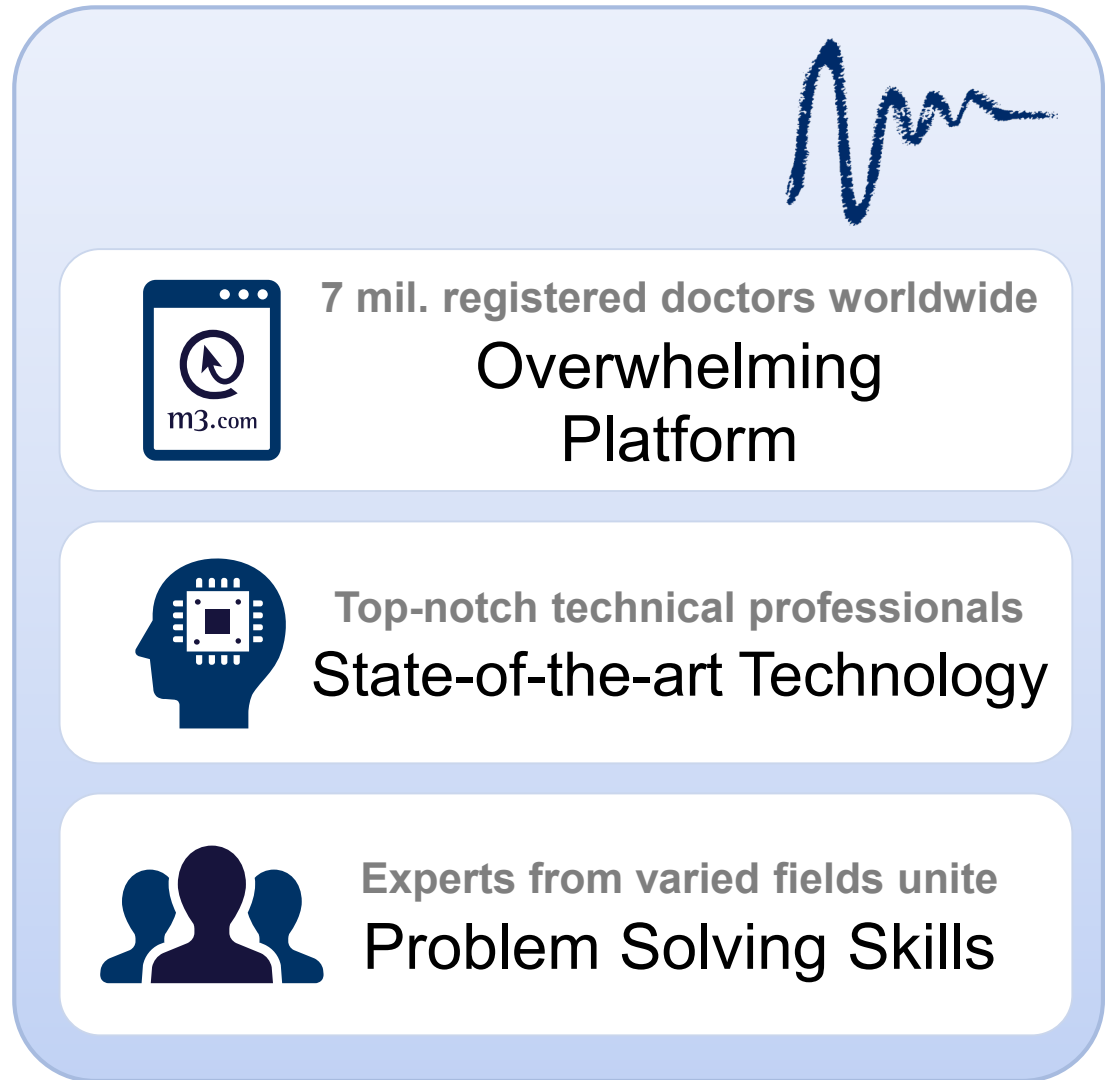 7 mil. registered doctors worldwide
Overwhelming
Platform
m3.com
Top-notch technical professionals
State-of-the-art Technology
Experts from varied fields unite
Problem Solving Skills